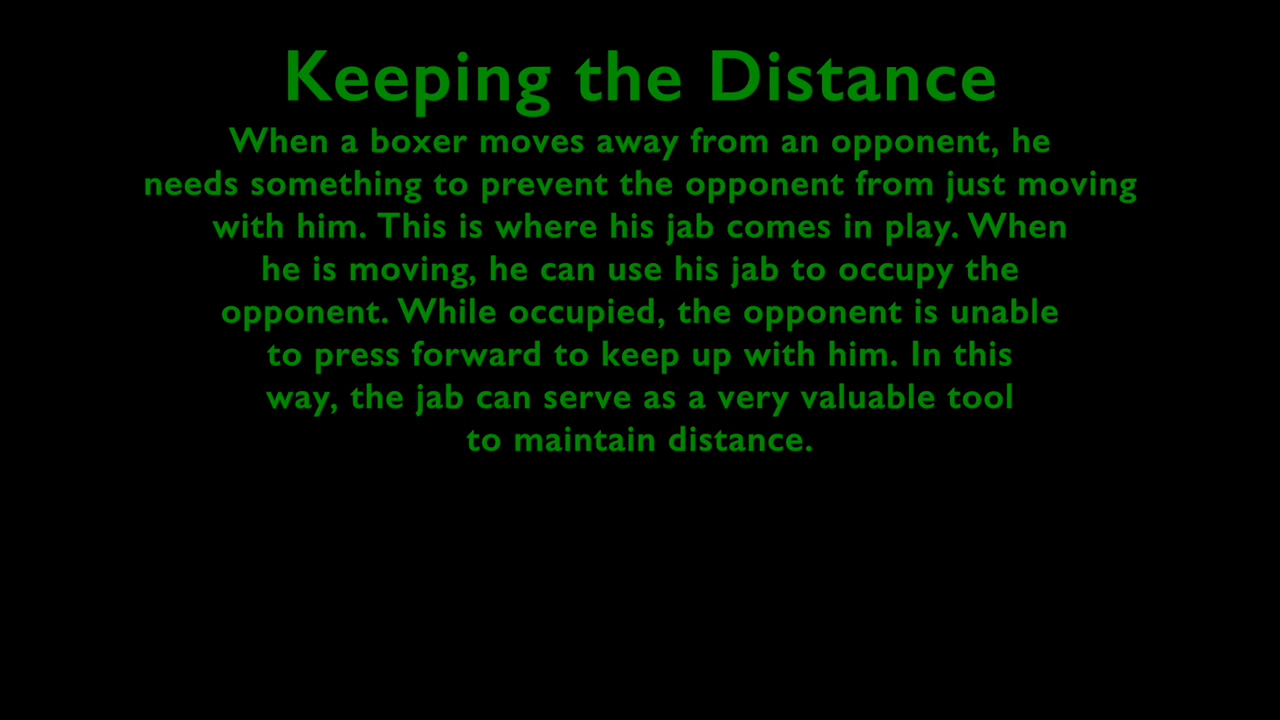 Keeping the Distance
When a boxer moves away from an opponent, he
needs something to prevent the opponent from just moving
with him. This is where his jab comes in play. When
he is moving, he can use his jab to occupy the
opponent. While occupied, the opponent is unable
to press forward to keep up with him. In this
way, the jab can serve as a very valuable tool
to maintain distance.